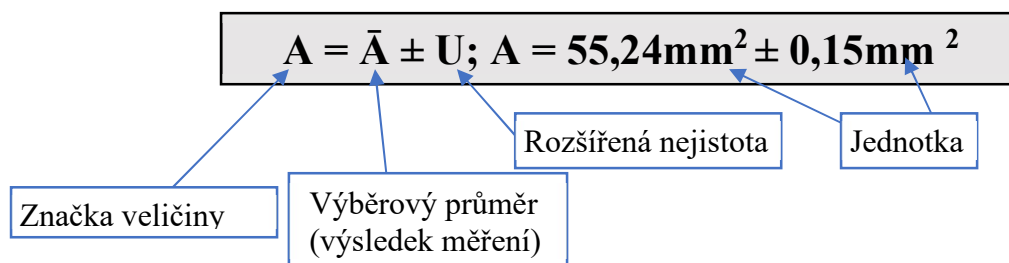 A = Ā ± U; A = 55,24mm² ± 0,15mm ²
Rozšířená nejistota
Jednotka
Značka veličiny
Výběrový průměr
(výsledek měření)